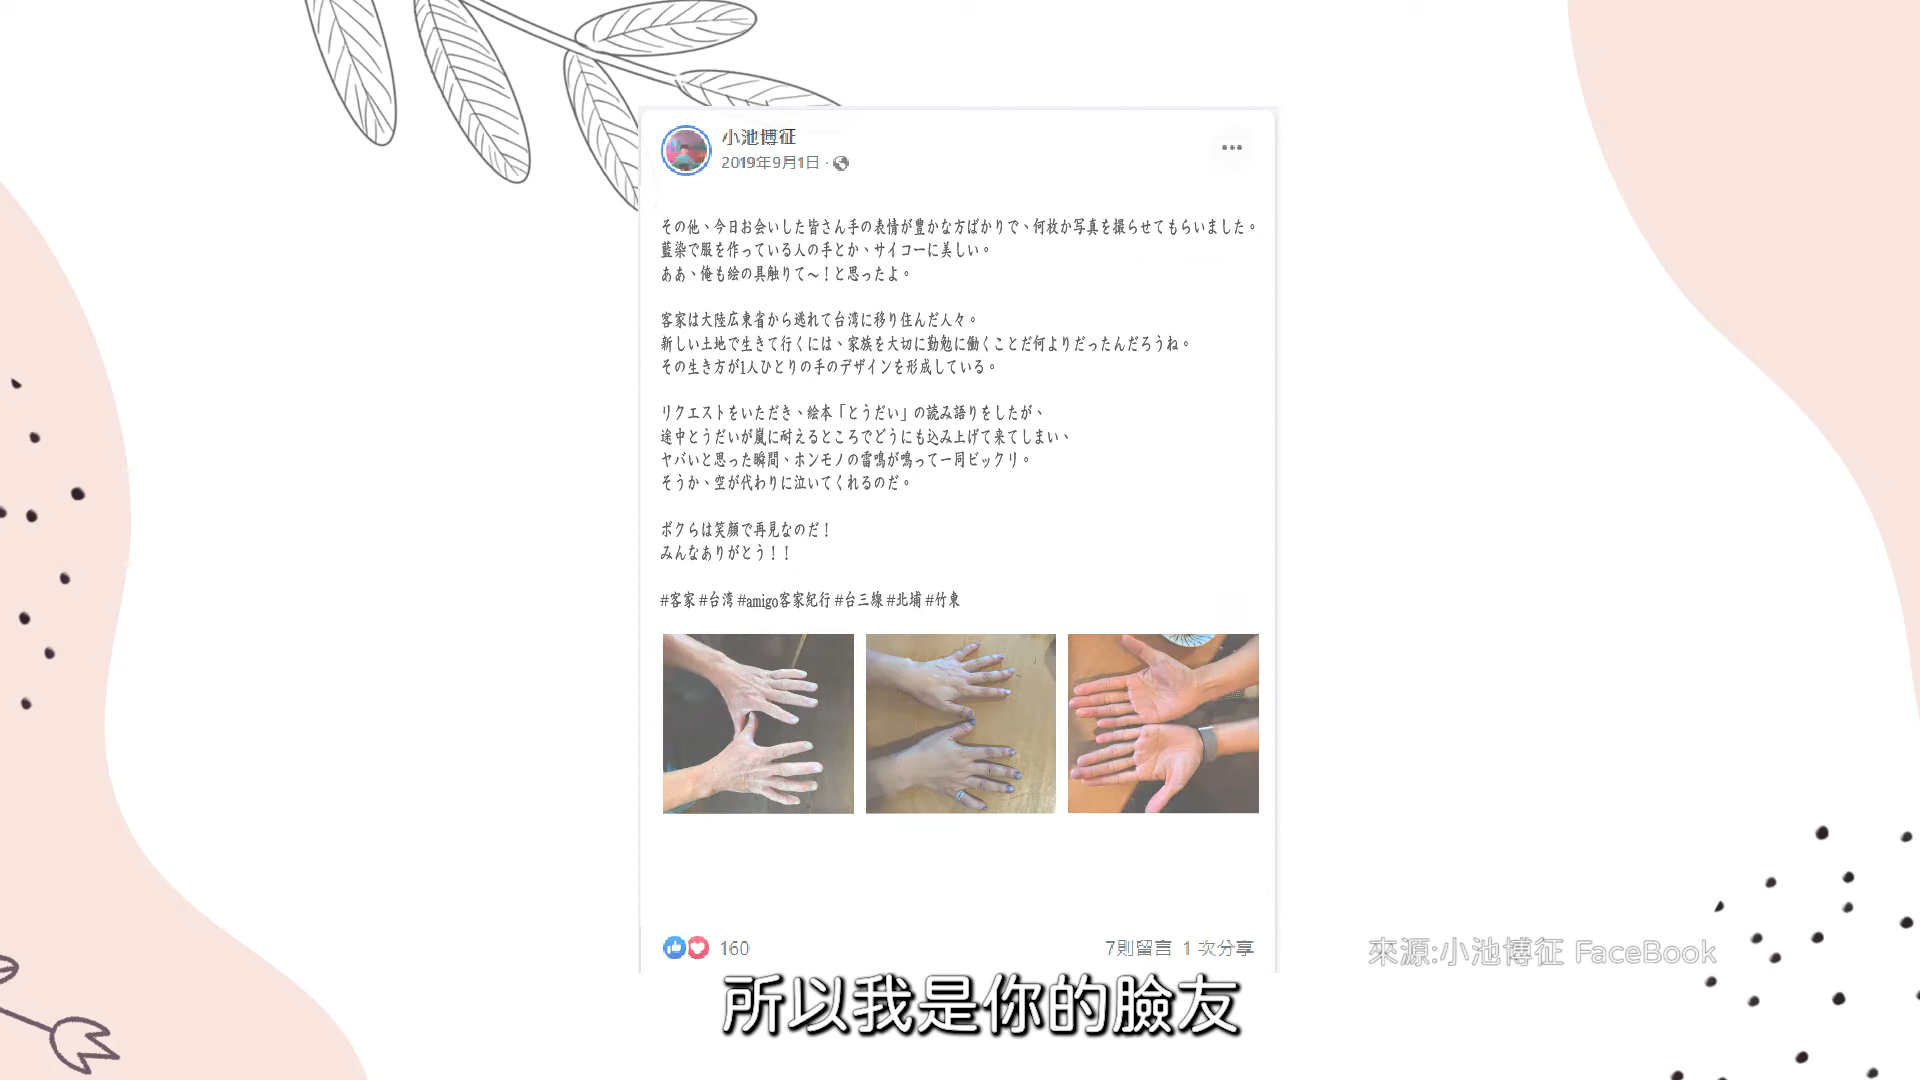 小池博征
2019年9月1日 ·
その他、今日お会いした皆さん手の表情が豊かな方ばかりで、何枚か写真を撮らせてもらいました。
藍染で服を作っている人の手とか、サイコーに美しい。
ああ、俺も絵の具触りて～！と思ったよ。
客家は大陸広東省から逃れて台湾に移り住んだ人々。
新しい土地で生きて行くには、家族を大切に勤勉に働くことだ何よりだったんだろうね。
その生き方が1人ひとりの手のデザインを形成している。
リクエストをいただき、絵本「とうだい」の読み語りをしたが、
途中とうだいが嵐に耐えるところでどうにも込み上げて来てしまい、
ヤバいと思った瞬間、ホンモノの雷鳴が鳴って一同ビックリ。
そうか、空が代わりに泣いてくれるのだ。
ボクらは笑顔で再見なのだ！
みんなありがとう！！
#客家 #台湾 #amigo客家紀行 #台三線 #北埔 #竹東
160
7則留言 1 次分享
來源:小池博征 FaceBook
所以我是你的臉友